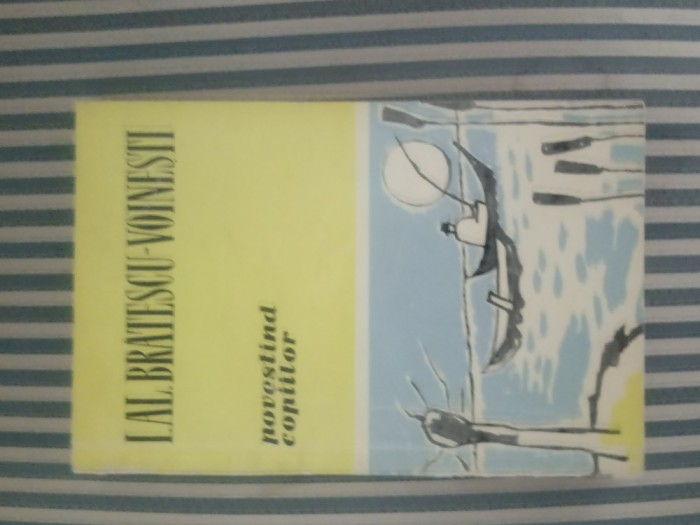 I. AL. BRĂTESCU-VOINEȘTI
povestind
copiilor